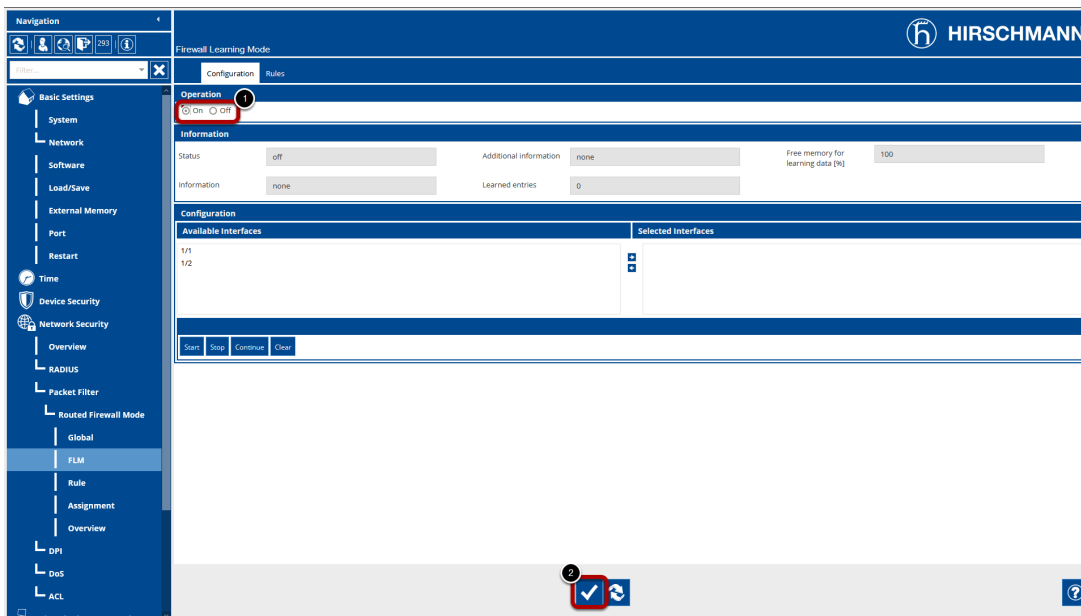 Navigation
HIRSCHMANN
293
Firewall Learning Mode
Filter...
Configuration Rules
Basic Settings
System
Network
Software
Load/Save
External Memory
Port
Restart
Time
Device Security
Network Security
Overview
RADIUS
Packet Filter
Routed Firewall Mode
Global
FLM
Rule
Assignment
Overview
DPI
DoS
ACL
Operation
1
On Off
Information
Status off Additional information none Free memory for learning data [%] 100
Information none Learned entries 0
Configuration
Available Interfaces Selected Interfaces
1/1
1/2
Start Stop Continue Clear
2